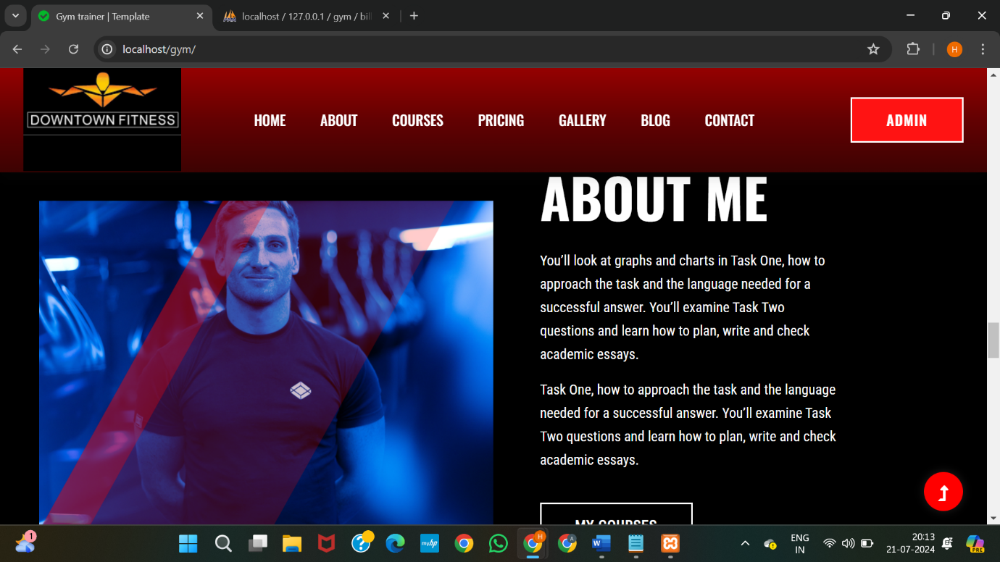 Gym trainer | Template
localhost / 127.0.0.1 / gym / bil
localhost/gym/
H
DOWNTOWN FITNESS
HOME ABOUT COURSES PRICING GALLERY BLOG CONTACT
ADMIN
ABOUT ME
You’ll look at graphs and charts in Task One, how to
approach the task and the language needed for a
successful answer. You’ll examine Task Two
questions and learn how to plan, write and check
academic essays.
Task One, how to approach the task and the language
needed for a successful answer. You’ll examine Task
Two questions and learn how to plan, write and check
academic essays.
MY COURSES
1
myhp
H
A
W
ENG
IN
20:13
21-07-2024
PRE